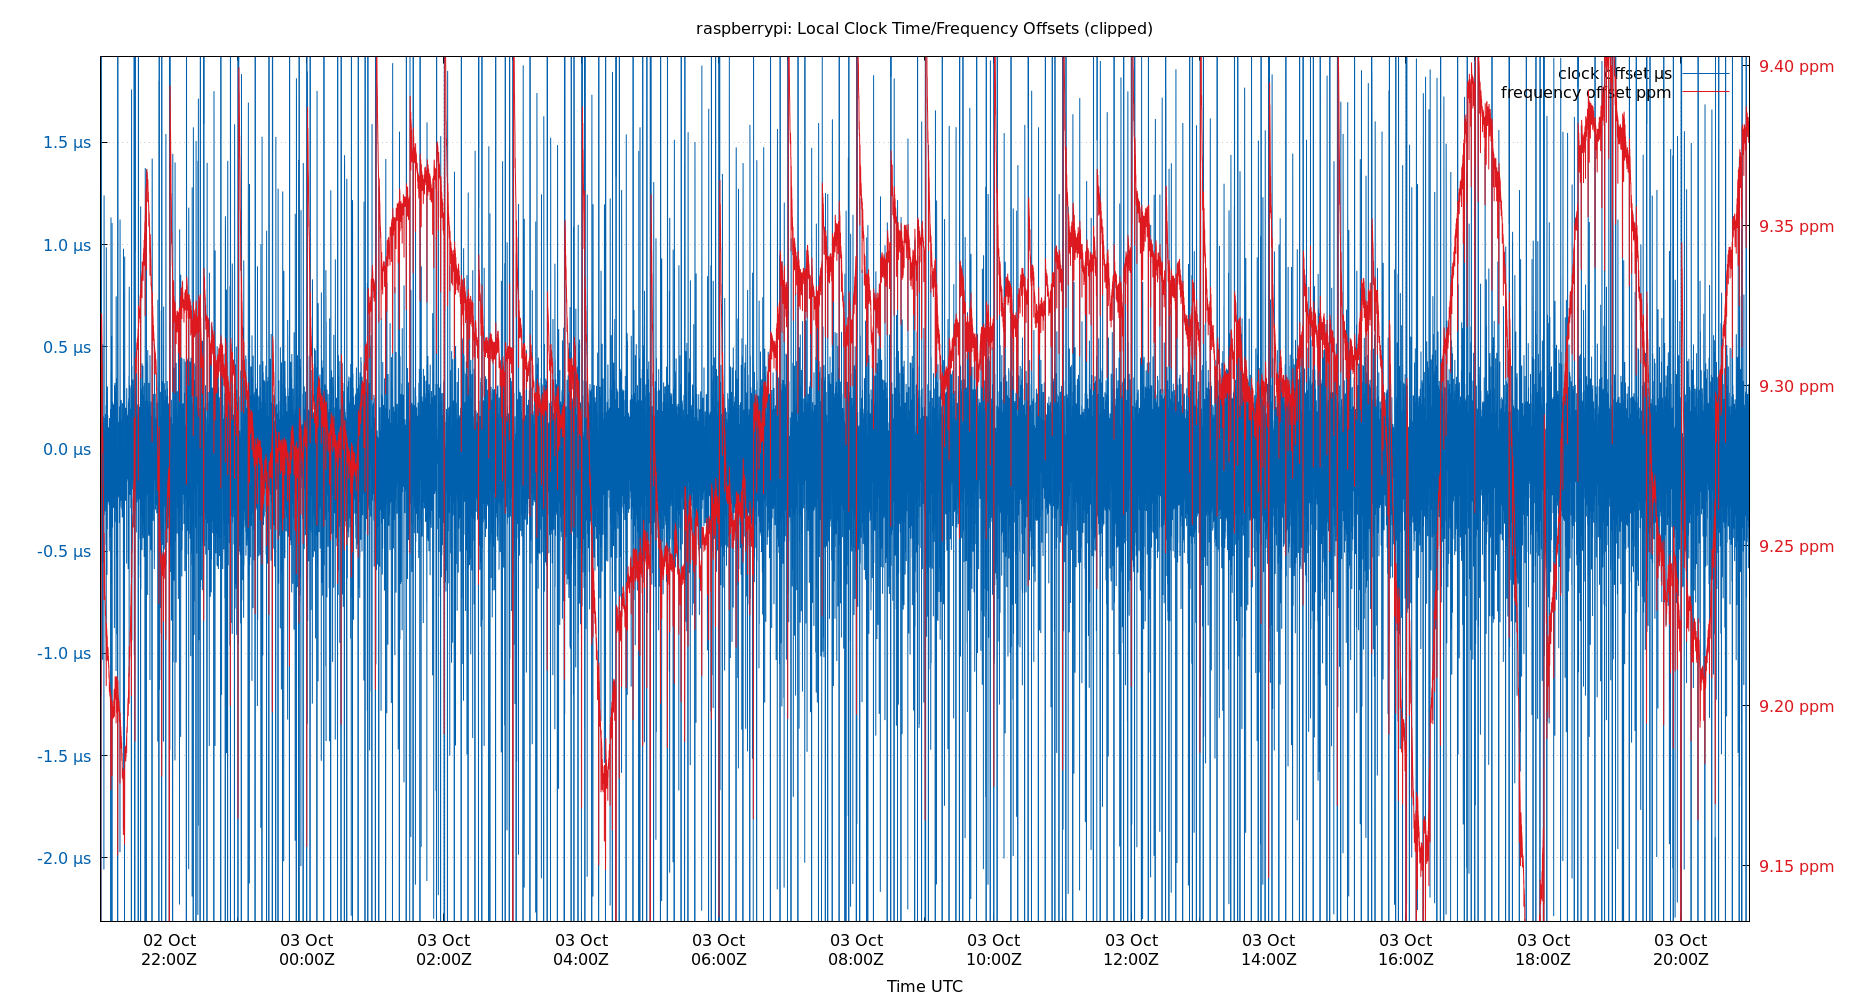 raspberrypi: Local Clock Time/Frequency Offsets (clipped)
clock offset µs
frequency offset ppm
1.5 µs
1.0 µs
0.5 µs
0.0 µs
-0.5 µs
-1.0 µs
-1.5 µs
-2.0 µs
9.40 ppm
9.35 ppm
9.30 ppm
9.25 ppm
9.20 ppm
9.15 ppm
02 Oct 03 Oct 03 Oct 03 Oct 03 Oct 03 Oct 03 Oct 03 Oct 03 Oct 03 Oct 03 Oct 03 Oct
22:00Z 00:00Z 02:00Z 04:00Z 06:00Z 08:00Z 10:00Z 12:00Z 14:00Z 16:00Z 18:00Z 20:00Z
Time UTC